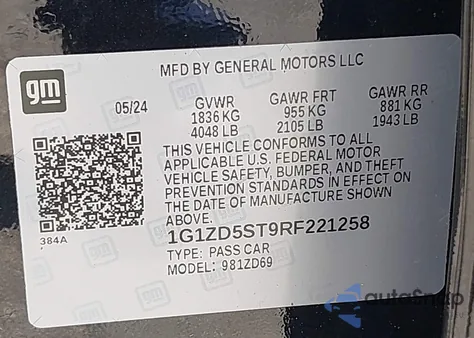 MFD BY GENERAL MOTORS LLC
gm
05/24 GVWR GAWR FRT GAWR RR
1836 KG 955 KG 881 KG
4048 LB 2105 LB 1943 LB
THIS VEHICLE CONFORMS TO ALL
APPLICABLE U.S. FEDERAL MOTOR
VEHICLE SAFETY, BUMPER, AND THEFT
PREVENTION STANDARDS IN EFFECT ON
THE DATE OF MANUFACTURE SHOWN
ABOVE.
384A
1G1ZD5ST9RF221258
TYPE: PASS CAR
MODEL: 981ZD69
autoSnap